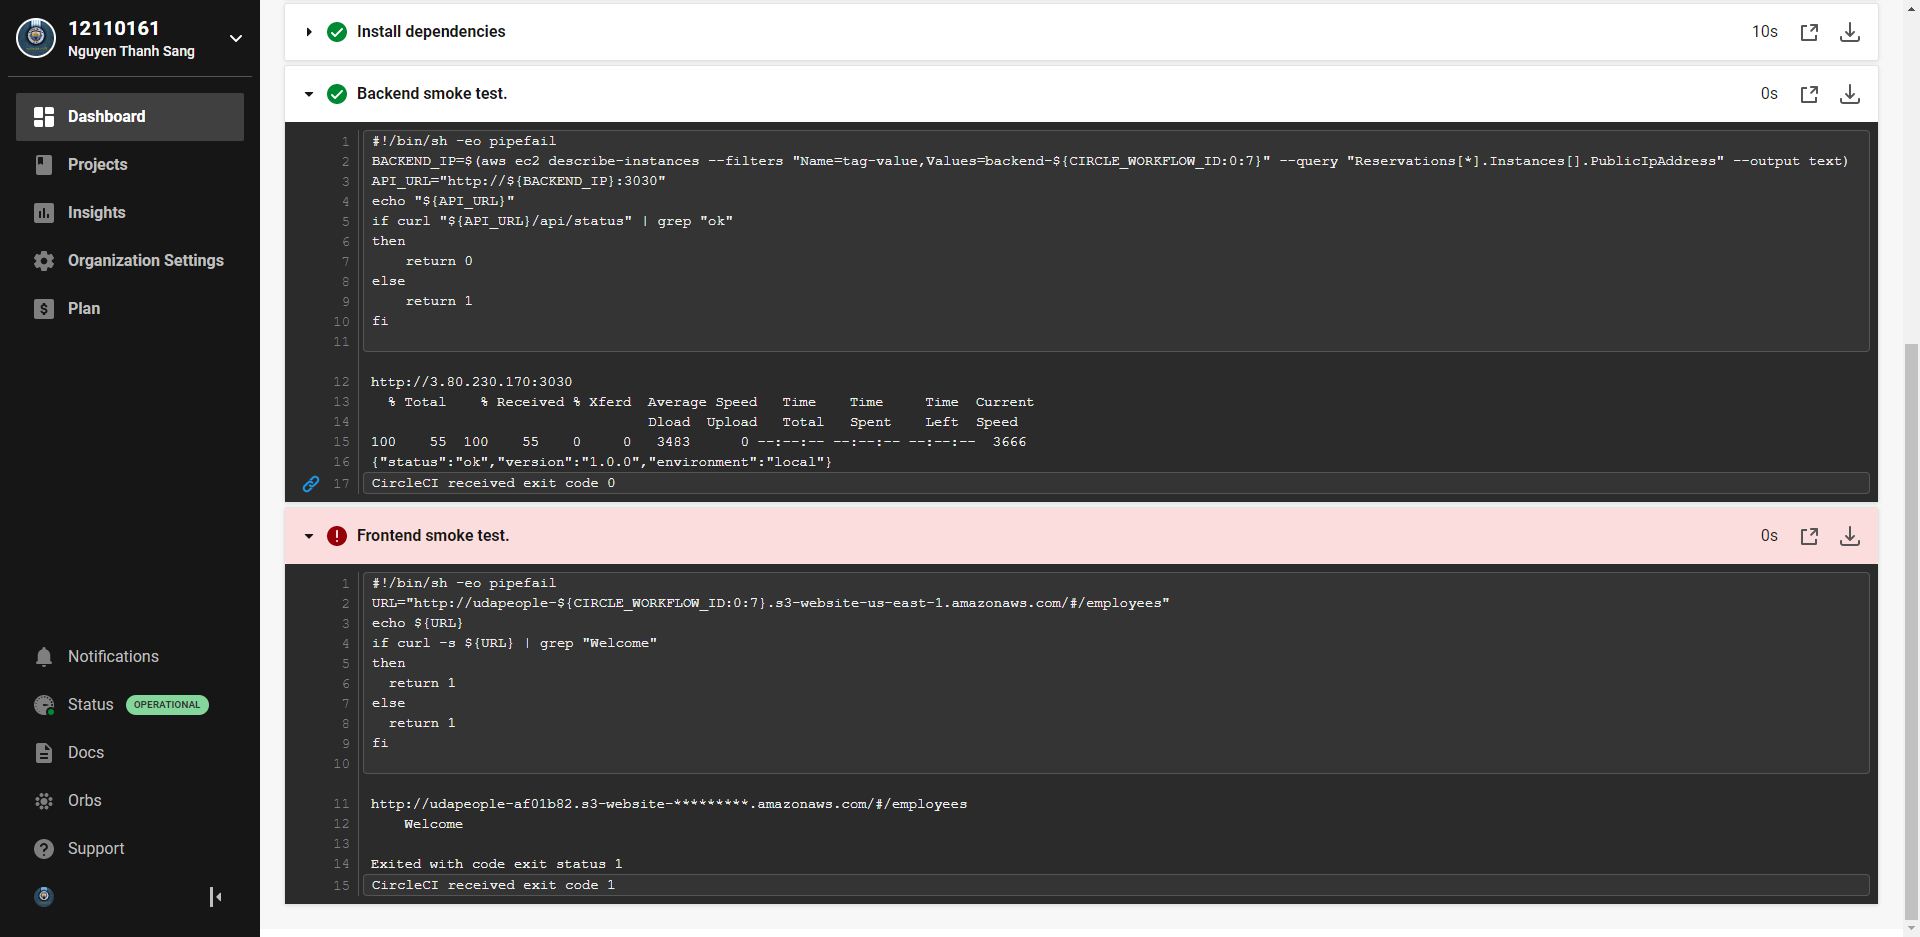 12110161
Nguyen Thanh Sang
Dashboard
Projects
Insights
Organization Settings
Plan
Notifications
Status OPERATIONAL
Docs
Orbs
Support
Install dependencies 10s
Backend smoke test. 0s
1 #!/bin/sh -eo pipefail
2 BACKEND_IP=$(aws ec2 describe-instances --filters "Name=tag-value,Values=backend-${CIRCLE_WORKFLOW_ID:0:7}" --query "Reservations[*].Instances[].PublicIpAddress" --output text)
3 API_URL="http://${BACKEND_IP}:3030"
4 echo "${API_URL}"
5 if curl "${API_URL}/api/status" | grep "ok"
6 then
7     return 0
8 else
9     return 1
10 fi
11
12 http://3.80.230.170:3030
13   % Total    % Received % Xferd  Average Speed   Time    Time     Time  Current
14                                  Dload  Upload   Total   Spent    Left  Speed
15 100    55  100    55    0     0   3483      0 --:--:-- --:--:-- --:--:--  3666
16 {"status":"ok","version":"1.0.0","environment":"local"}
17 CircleCI received exit code 0
Frontend smoke test. 0s
1 #!/bin/sh -eo pipefail
2 URL="http://udapeople-${CIRCLE_WORKFLOW_ID:0:7}.s3-website-us-east-1.amazonaws.com/#/employees"
3 echo ${URL}
4 if curl -s ${URL} | grep "Welcome"
5 then
6   return 1
7 else
8   return 1
9 fi
10
11 http://udapeople-af01b82.s3-website-*********.amazonaws.com/#/employees
12     Welcome
13
14 Exited with code exit status 1
15 CircleCI received exit code 1